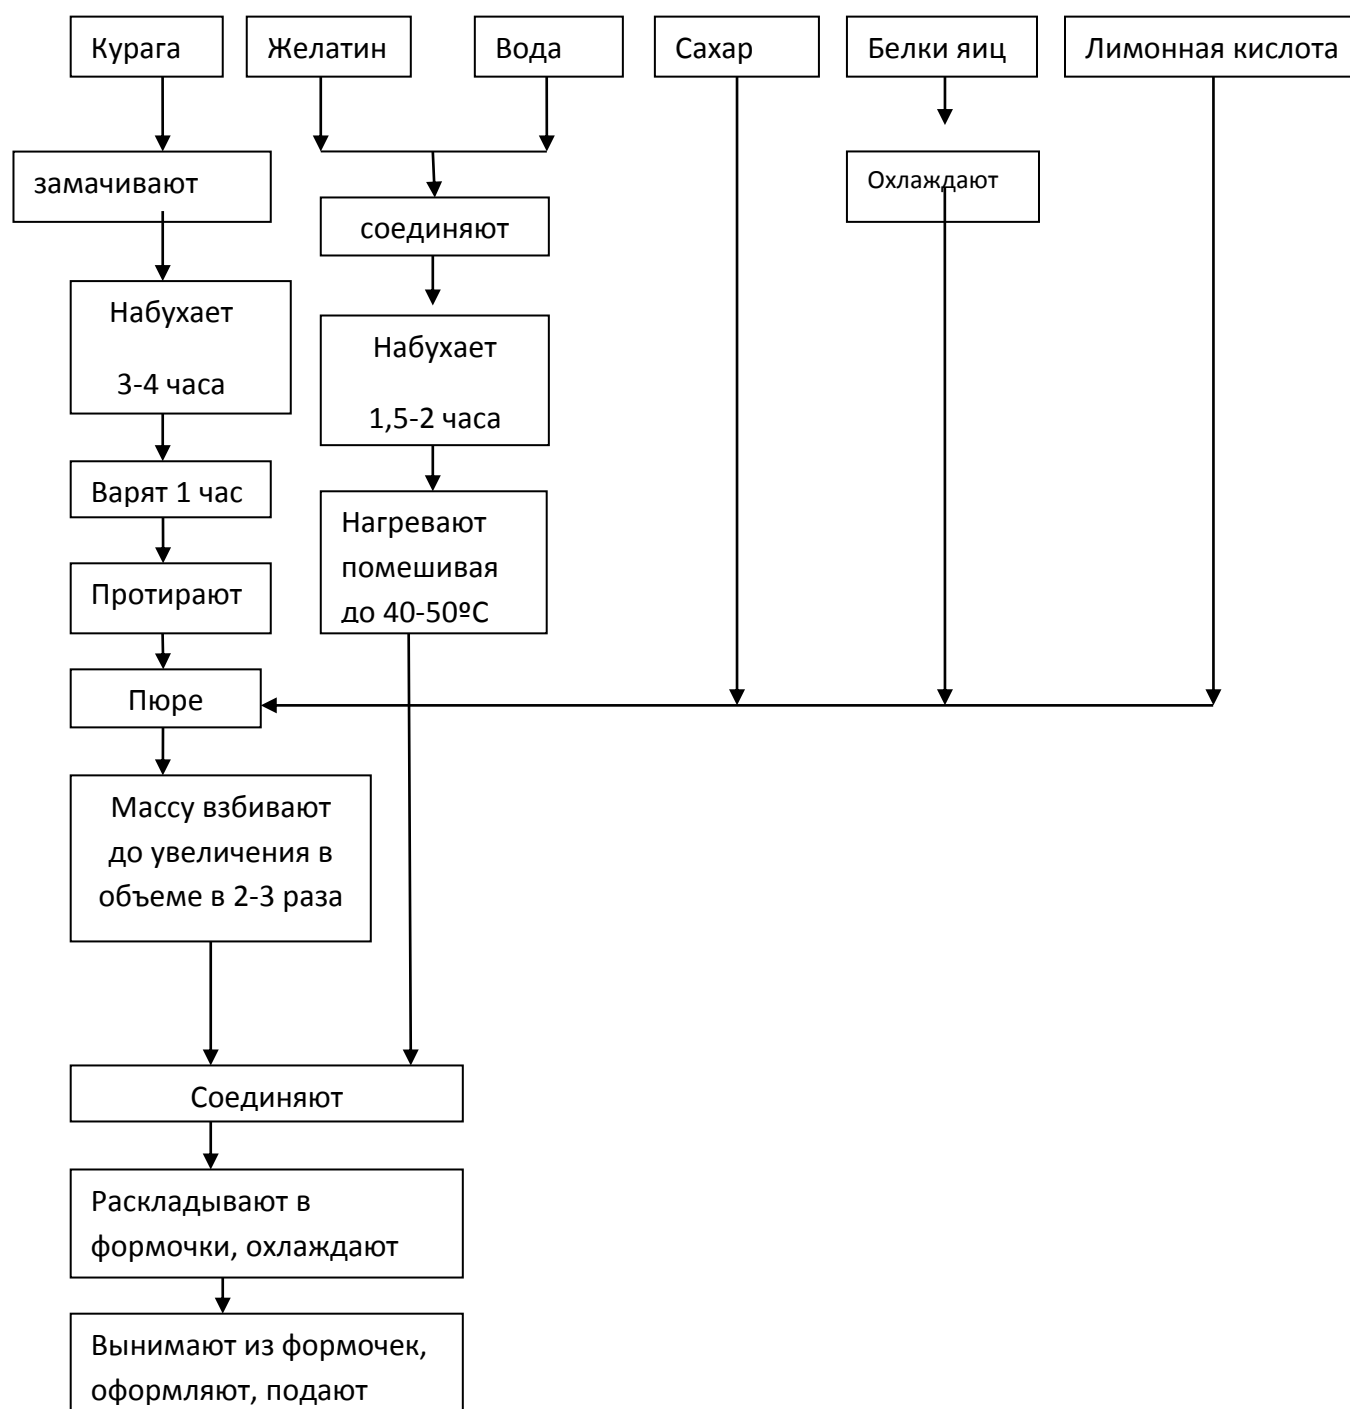 Курага
Желатин
Вода
Сахар
Белки яиц
Лимонная кислота
замачивают
соединяют
Охлаждают
Набухает
3-4 часа
Набухает
1,5-2 часа
Варят 1 час
Нагревают
помешивая
до 40-50ºС
Протирают
Пюре
Массу взбивают
до увеличения в
объеме в 2-3 раза
Соединяют
Раскладывают в
формочки, охлаждают
Вынимают из формочек,
оформляют, подают